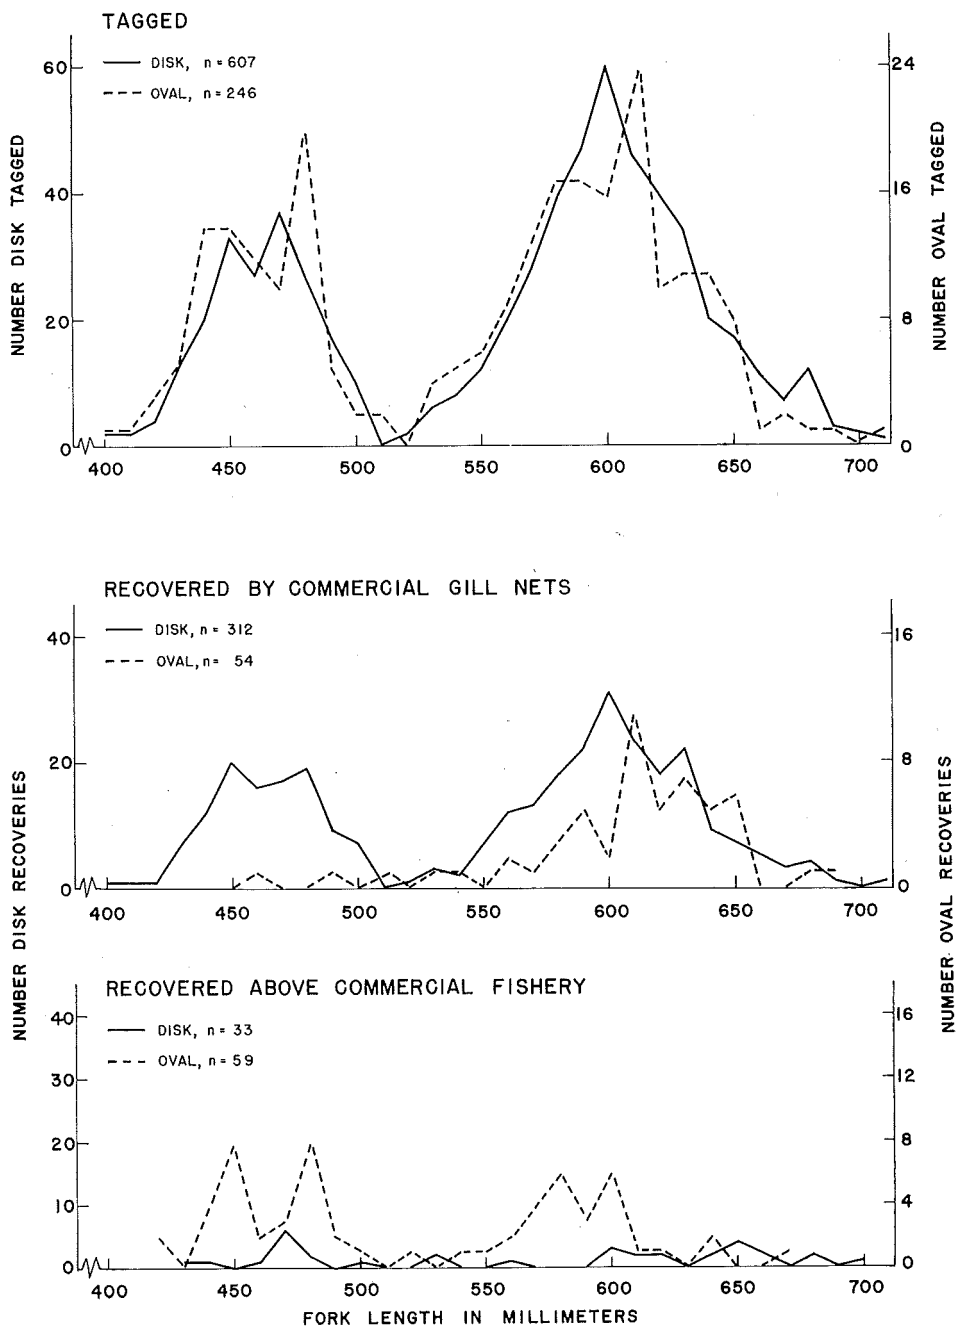 TAGGED
DISK, n = 607
OVAL, n = 246
NUMBER DISK TAGGED
NUMBER OVAL TAGGED
60
40
20
0
24
16
8
0
400 450 500 550 600 650 700
RECOVERED BY COMMERCIAL GILL NETS
DISK, n = 312
OVAL, n = 54
40
20
0
16
8
0
400 450 500 550 600 650 700
NUMBER DISK RECOVERIES
NUMBER OVAL RECOVERIES
RECOVERED ABOVE COMMERCIAL FISHERY
DISK, n = 33
OVAL, n = 59
40
30
20
10
0
16
12
8
4
0
400 450 500 550 600 650 700
FORK LENGTH IN MILLIMETERS